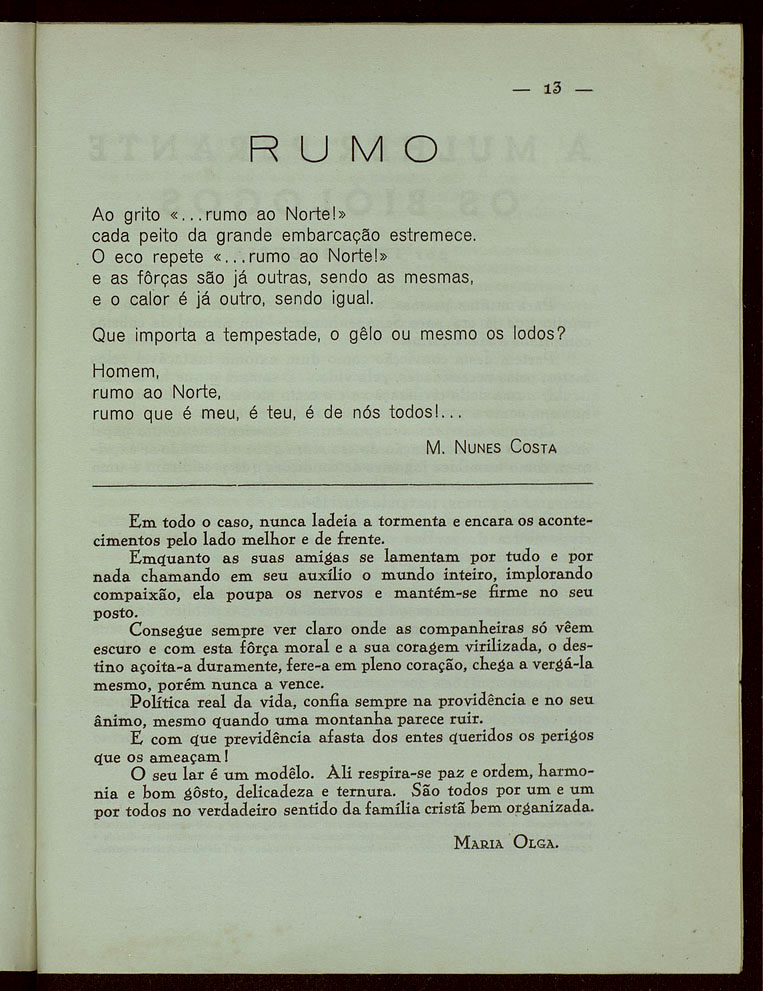 — 13 —
RUMO
Ao grito «...rumo ao Norte!»
cada peito da grande embarcação estremece.
O eco repete «...rumo ao Norte!»
e as fôrças são já outras, sendo as mesmas,
e o calor é já outro, sendo igual.
Que importa a tempestade, o gêlo ou mesmo os lodos?
Homem,
rumo ao Norte,
rumo que é meu, é teu, é de nós todos!...
M. Nunes Costa
Em todo o caso, nunca ladeia a tormenta e encara os aconte-
cimentos pelo lado melhor e de frente.
Emquanto as suas amigas se lamentam por tudo e por
nada chamando em seu auxílio o mundo inteiro, implorando
compaixão, ela poupa os nervos e mantém-se firme no seu
posto.
Consegue sempre ver claro onde as companheiras só vêem
escuro e com esta fôrça moral e a sua coragem virilizada, o des-
tino açoita-a duramente, fere-a em pleno coração, chega a vergá-la
mesmo, porém nunca a vence.
Política real da vida, confia sempre na providência e no seu
ânimo, mesmo quando uma montanha parece ruir.
E com que previdência afasta dos entes queridos os perigos
que os ameaçam!
O seu lar é um modêlo. Ali respira-se paz e ordem, harmo-
nia e bom gôsto, delicadeza e ternura. São todos por um e um
por todos no verdadeiro sentido da família cristã bem organizada.
Maria Olga.